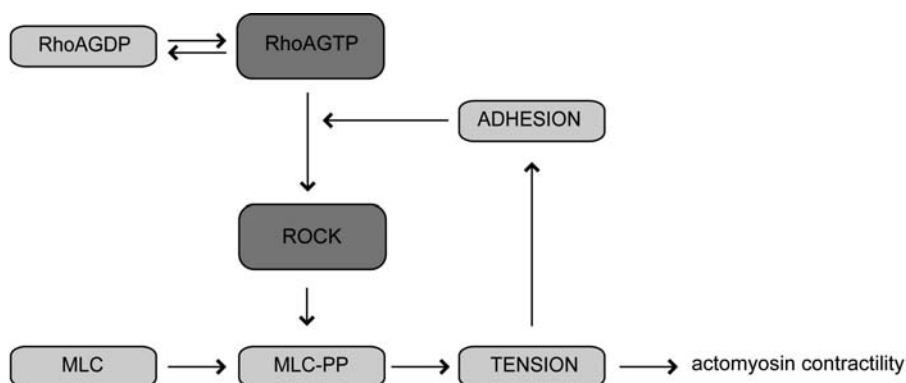 RhoAGDP
RhoAGTP
ADHESION
ROCK
MLC
MLC-PP
TENSION
actomyosin contractility